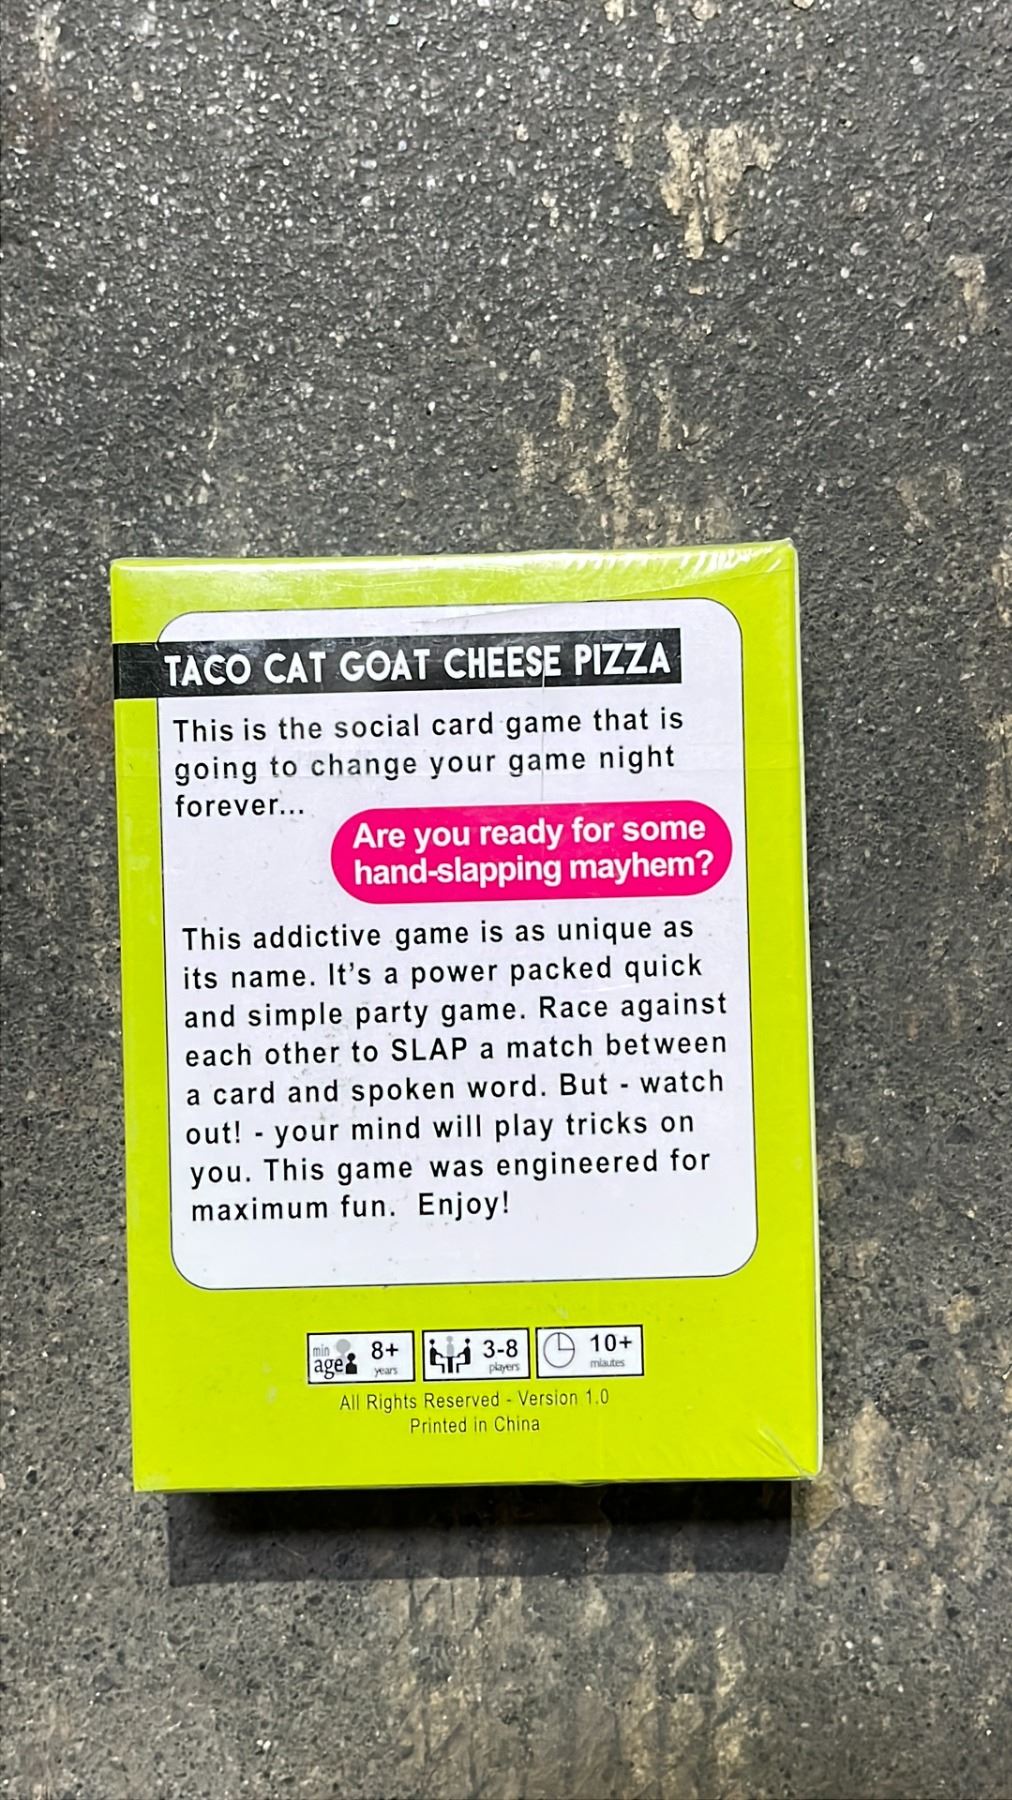 TACO CAT GOAT CHEESE PIZZA
This is the social card game that is
going to change your game night
forever...
Are you ready for some
hand-slapping mayhem?
This addictive game is as unique as
its name. It's a power packed quick
and simple party game. Race against
each other to SLAP a match between
a card and spoken word. But - watch
out! - your mind will play tricks on
you. This game was engineered for
maximum fun. Enjoy!
min
age
8+
years
3-8
players
10+
miautes
All Rights Reserved - Version 1.0
Printed in China